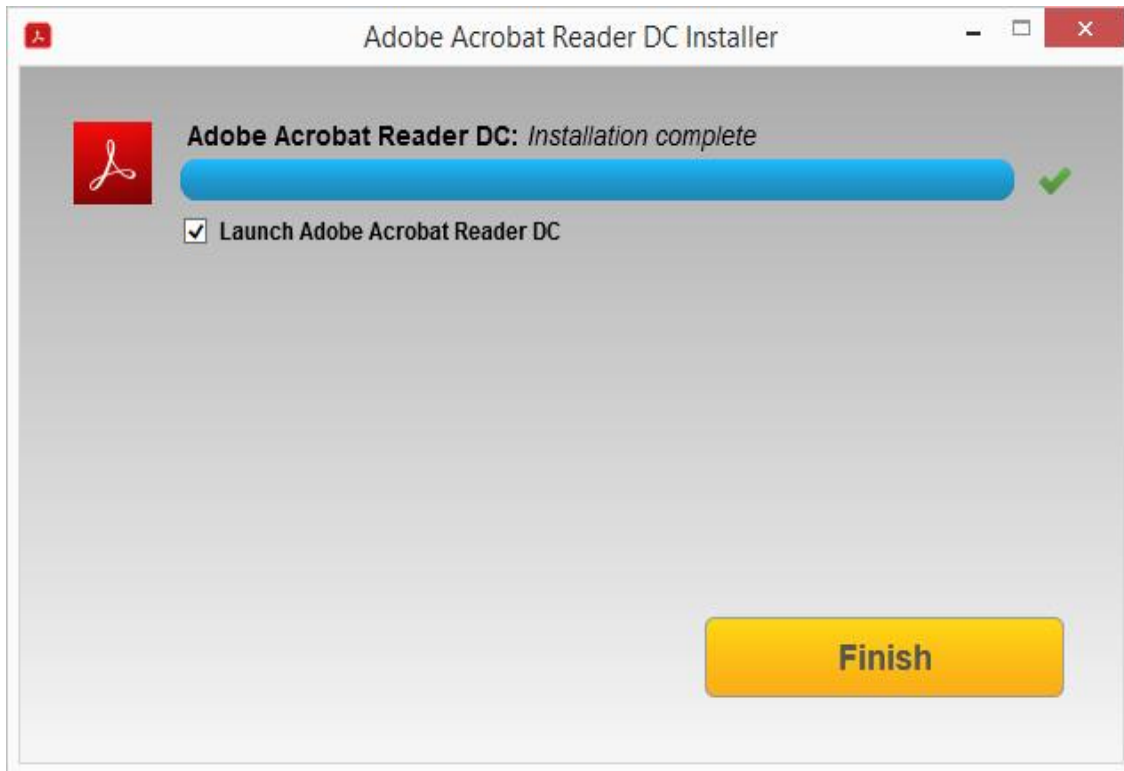 Adobe Acrobat Reader DC Installer
Adobe Acrobat Reader DC: Installation complete
Launch Adobe Acrobat Reader DC
Finish